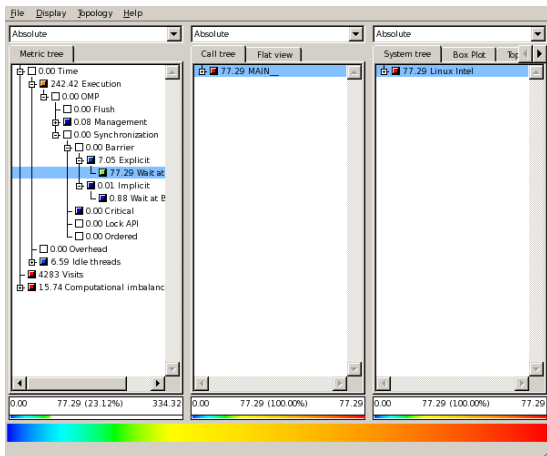 File Display Topology Help
Absolute Absolute Absolute
Metric tree Call tree Flat view System tree Box Plot
0.00 Time 77.29 MAIN__ 77.29 Linux Intel
242.42 Execution
0.00 OMP
0.00 Flush
0.08 Management
0.00 Synchronization
0.00 Barrier
7.05 Explicit
77.29 Wait at
0.01 Implicit
0.88 Wait at B
0.00 Critical
0.00 Lock API
0.00 Ordered
0.00 Overhead
6.59 Idle threads
4283 Visits
15.74 Computational imbalanc
0.00 77.29 (23.12%) 334.32 0.00 77.29 (100.00%) 77.29 0.00 77.29 (100.00%) 77.29